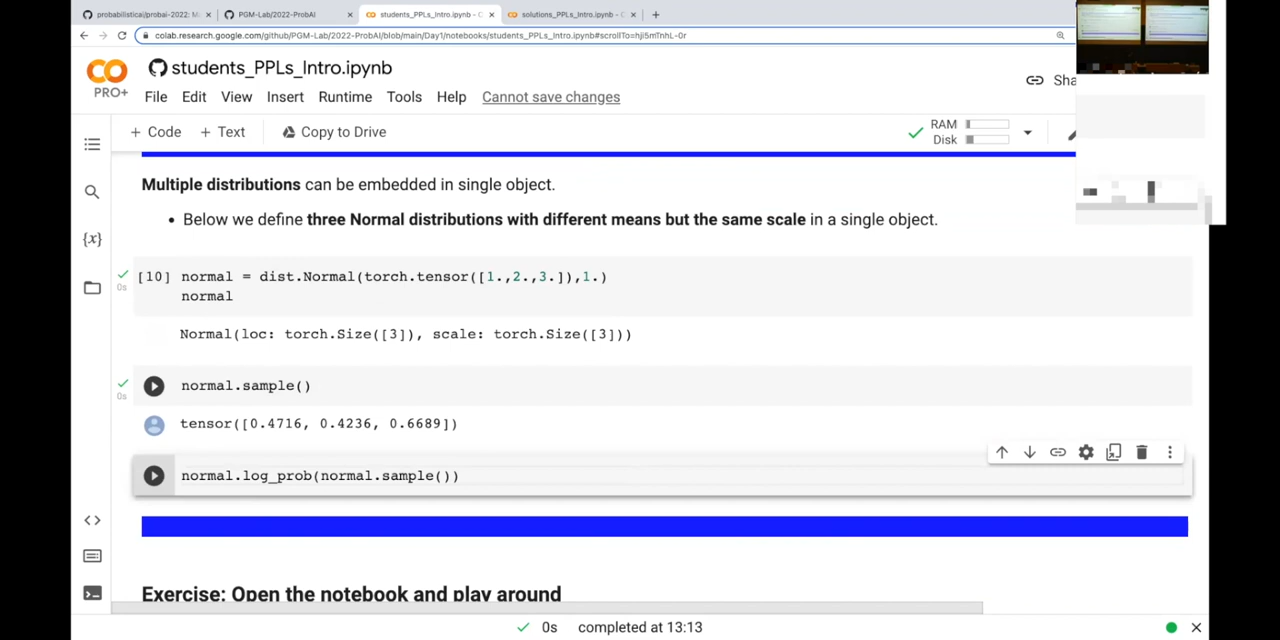 probabilisticai/probai-2022: M
PGM-Lab/2022-ProbAI
students_PPLs_Intro.ipynb - C
solutions_PPLs_Intro.ipynb - C
colab.research.google.com/github/PGM-Lab/2022-ProbAI/blob/main/Day1/notebooks/students_PPLs_Intro.ipynb#scrollTo=hji5mTnhL-0r
CO
PRO+
students_PPLs_Intro.ipynb
Sha
File Edit View Insert Runtime Tools Help Cannot save changes
+ Code + Text Copy to Drive
RAM
Disk
Multiple distributions can be embedded in single object.
• Below we define three Normal distributions with different means but the same scale in a single object.
{x}
0s
[10] normal = dist.Normal(torch.tensor([1.,2.,3.]),1.)
normal
Normal(loc: torch.Size([3]), scale: torch.Size([3]))
0s
normal.sample()
tensor([0.4716, 0.4236, 0.6689])
normal.log_prob(normal.sample())
Exercise: Open the notebook and play around
0s completed at 13:13